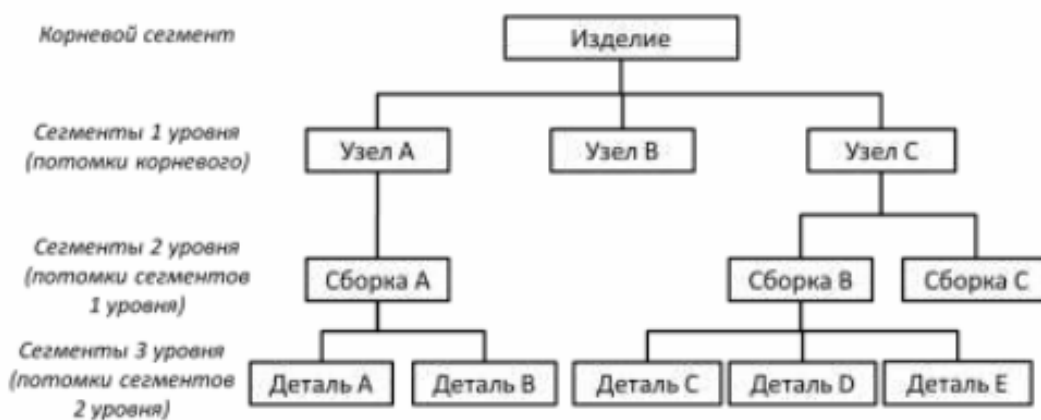 Корневой сегмент
Изделие
Сегменты 1 уровня
(потомки корневого)
Узел А
Узел В
Узел С
Сегменты 2 уровня
(потомки сегментов
1 уровня)
Сборка А
Сборка В
Сборка С
Сегменты 3 уровня
(потомки сегментов
2 уровня)
Деталь А
Деталь В
Деталь С
Деталь D
Деталь Е